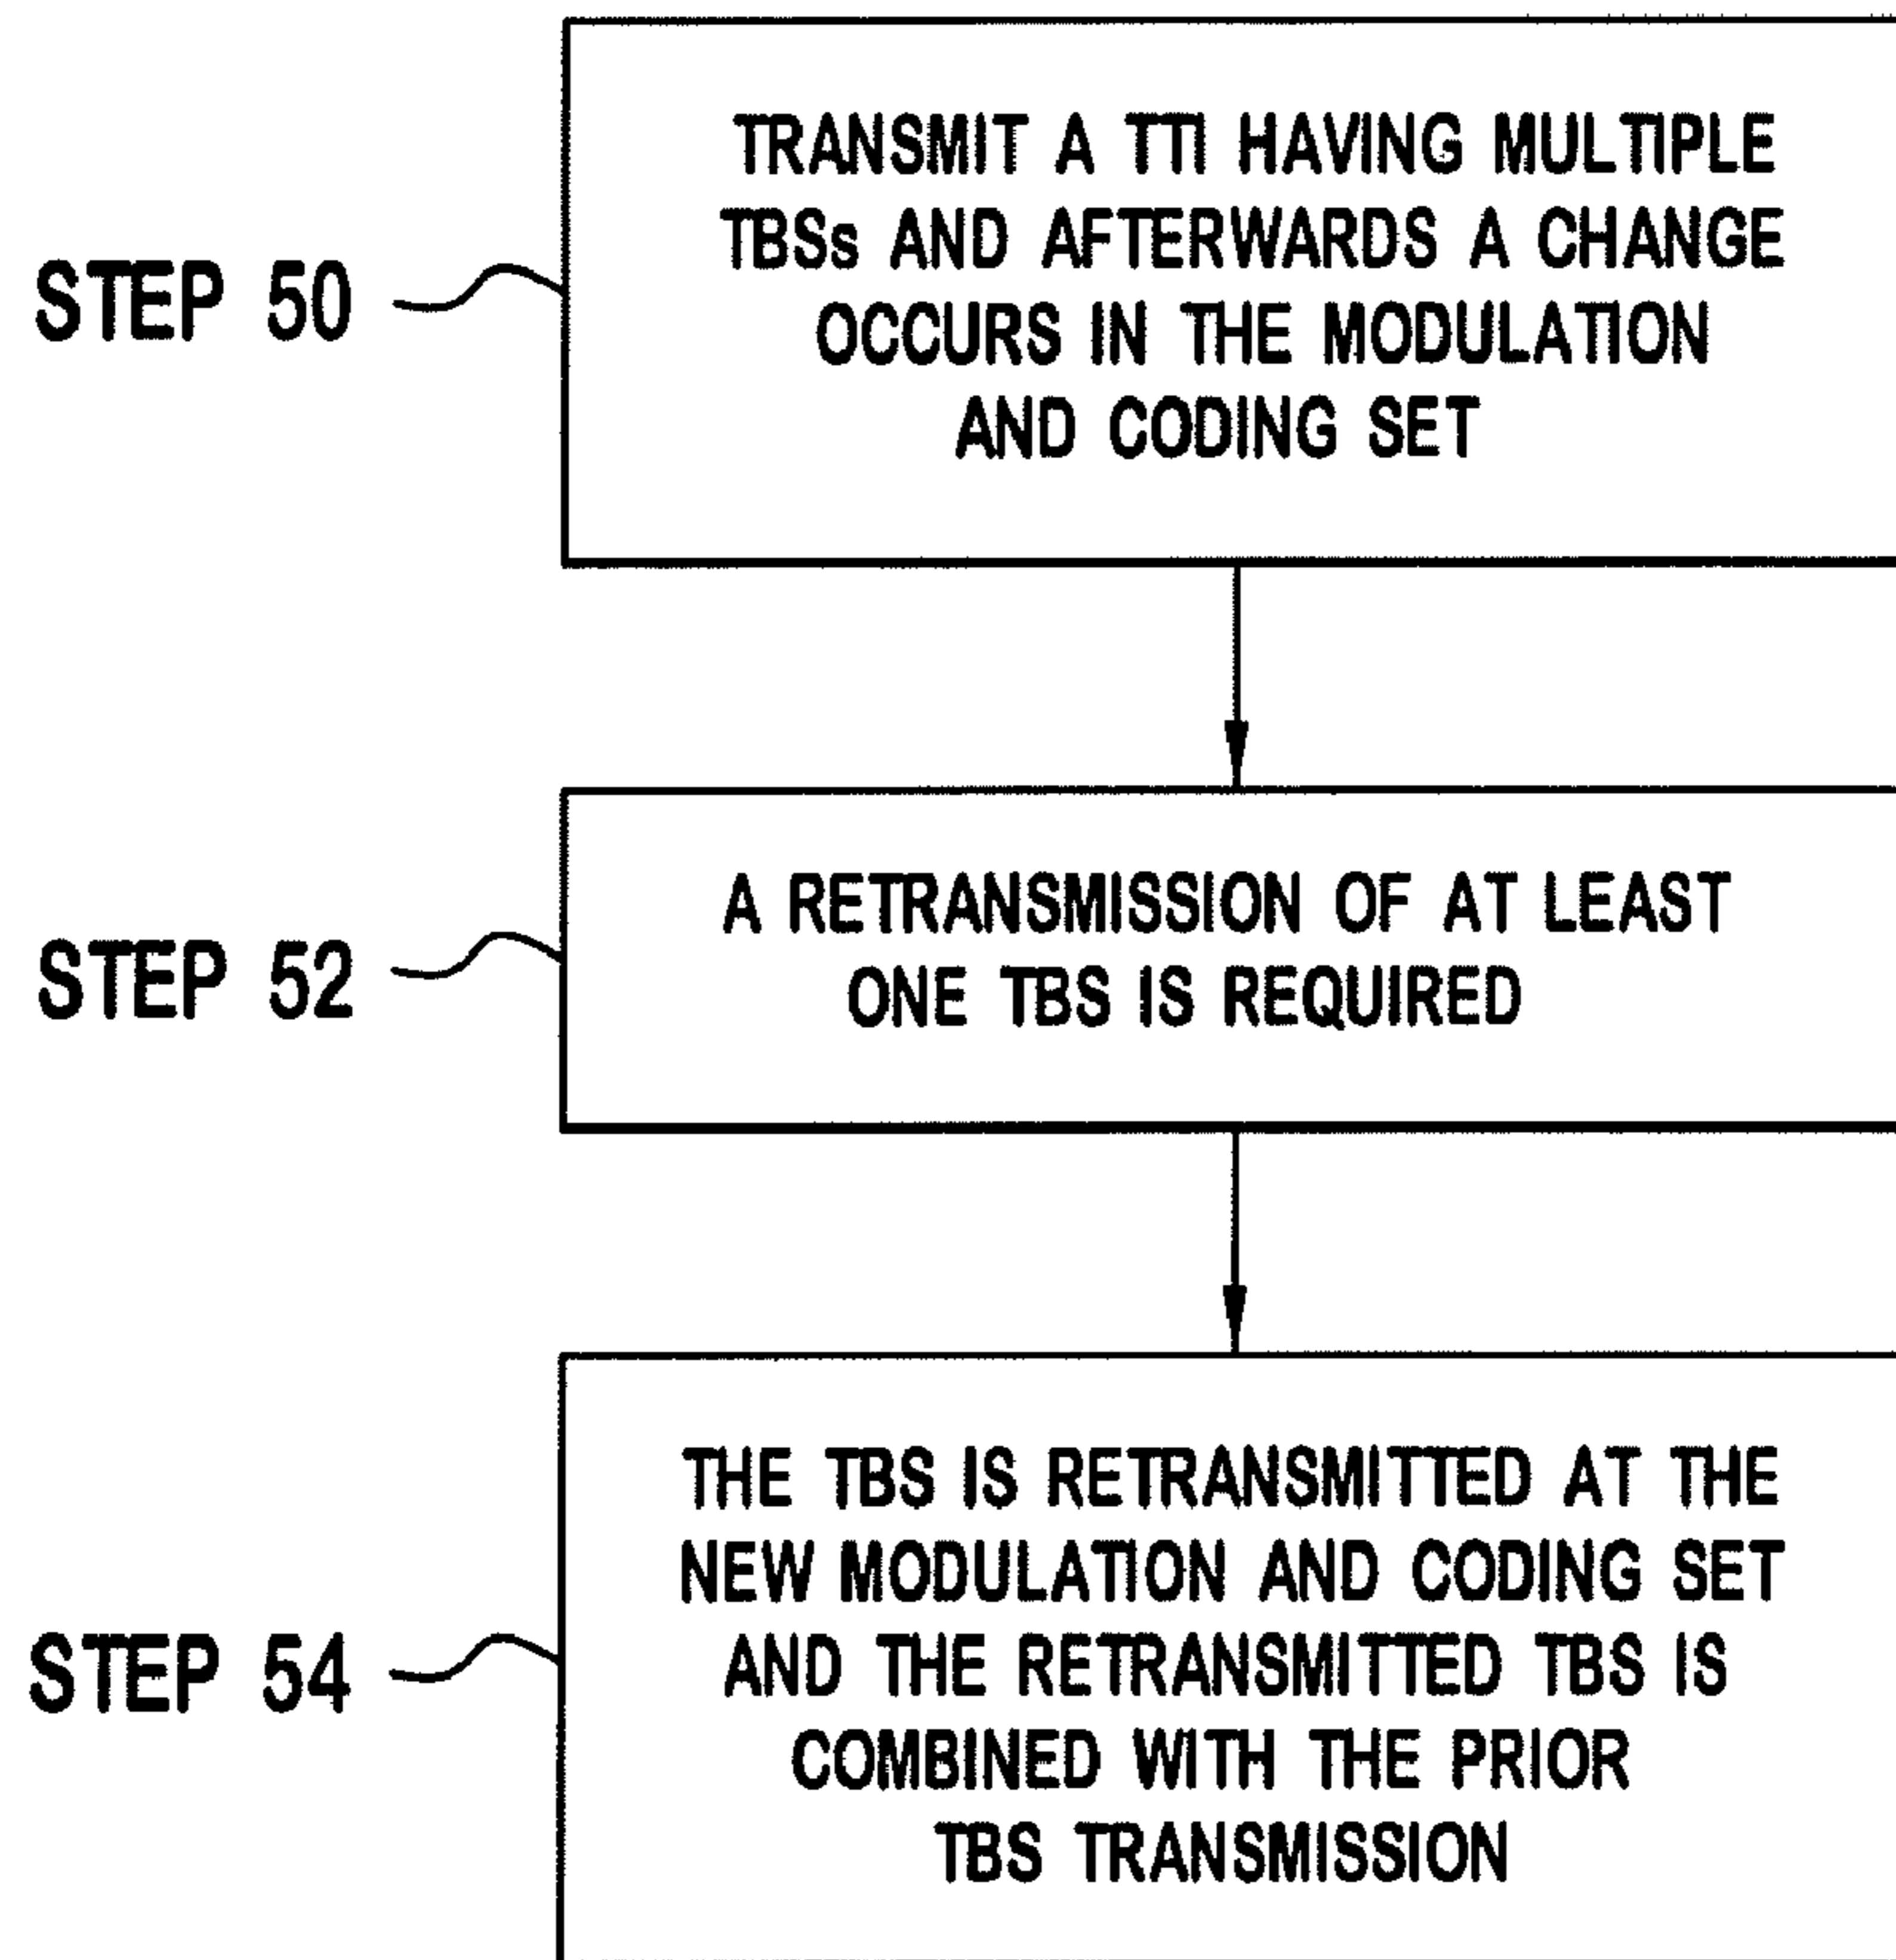 TRANSMIT A TTI HAVING MULTIPLE
TBSs AND AFTERWARDS A CHANGE
OCCURS IN THE MODULATION
AND CODING SET
STEP 50
A RETRANSMISSION OF AT LEAST
ONE TBS IS REQUIRED
STEP 52
THE TBS IS RETRANSMITTED AT THE
NEW MODULATION AND CODING SET
AND THE RETRANSMITTED TBS IS
COMBINED WITH THE PRIOR
TBS TRANSMISSION
STEP 54